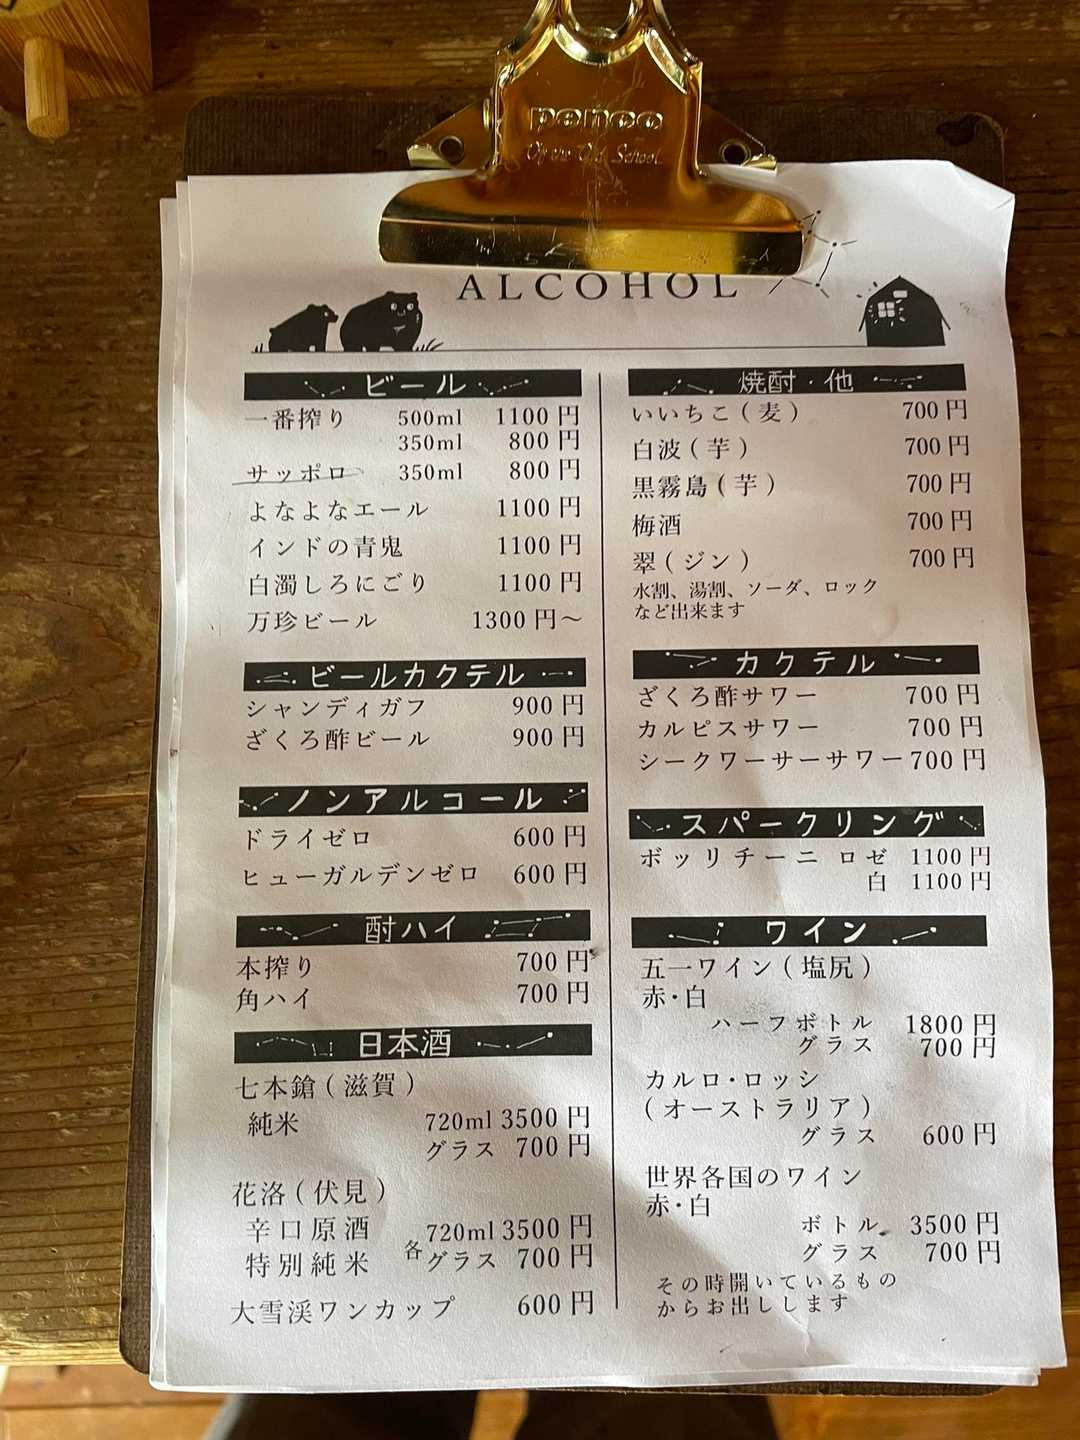 penco
Of the Old School
ALCOHOL
ビール
一番搾り 500ml 1100円
350ml 800円
サッポロ 350ml 800円
よなよなエール 1100円
インドの青鬼 1100円
白濁しろにごり 1100円
万珍ビール 1300円〜
ビールカクテル
シャンディガフ 900円
ざくろ酢ビール 900円
ノンアルコール
ドライゼロ 600円
ヒューガルデンゼロ 600円
酎ハイ
本搾り 700円
角ハイ 700円
日本酒
七本鎗(滋賀)
純米 720ml 3500円
グラス 700円
花洛(伏見)
辛口原酒 720ml 3500円
特別純米 各グラス 700円
大雪渓ワンカップ 600円
焼酎・他
いいちこ(麦) 700円
白波(芋) 700円
黒霧島(芋) 700円
梅酒 700円
翠(ジン) 700円
水割、湯割、ソーダ、ロック
など出来ます
カクテル
ざくろ酢サワー 700円
カルピスサワー 700円
シークワーサーサワー 700円
スパークリング
ボッリチーニ ロゼ 1100円
白 1100円
ワイン
五一ワイン(塩尻)
赤・白
ハーフボトル 1800円
グラス 700円
カルロ・ロッシ
(オーストラリア)
グラス 600円
世界各国のワイン
赤・白
ボトル 3500円
グラス 700円
その時開いているもの
からお出しします